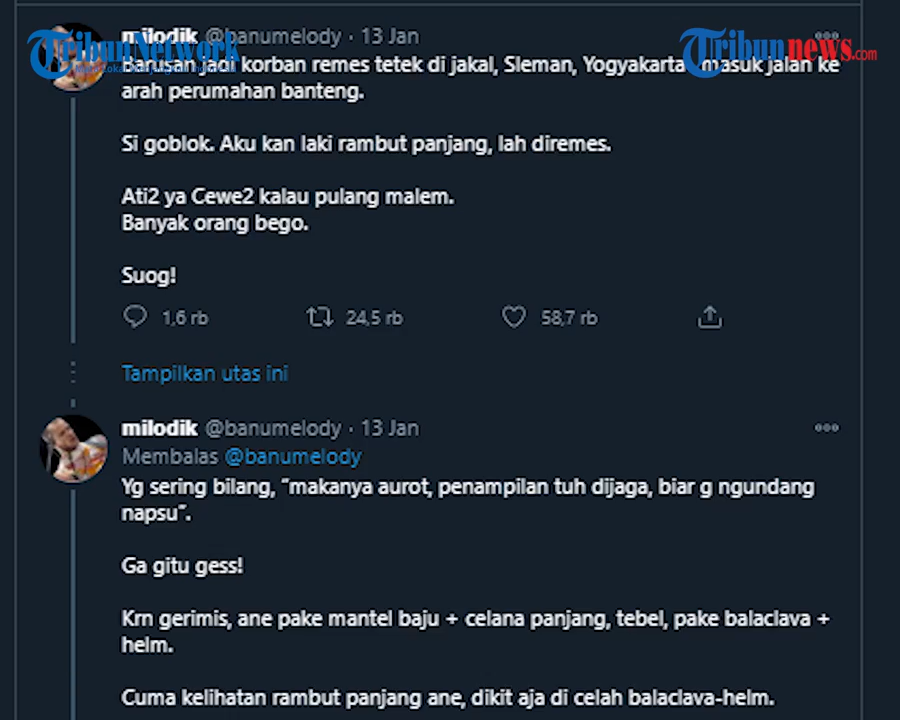 milodik @banumelody · 13 Jan
TribunNetwork
Tribunnews.com
Barusan jadi korban remes tetek di jakal, Sleman, Yogyakarta masuk jalan ke
arah perumahan banteng.
Si goblok. Aku kan laki rambut panjang, lah diremes.
Ati2 ya Cewe2 kalau pulang malem.
Banyak orang bego.
Suog!
1,6 rb 24,5 rb 58,7 rb
Tampilkan utas ini
milodik @banumelody · 13 Jan
Membalas @banumelody
Yg sering bilang, “makanya aurot, penampilan tuh dijaga, biar g ngundang
napsu”.
Ga gitu gess!
Krn gerimis, ane pake mantel baju + celana panjang, tebel, pake balaclava +
helm.
Cuma kelihatan rambut panjang ane, dikit aja di celah balaclava-helm.